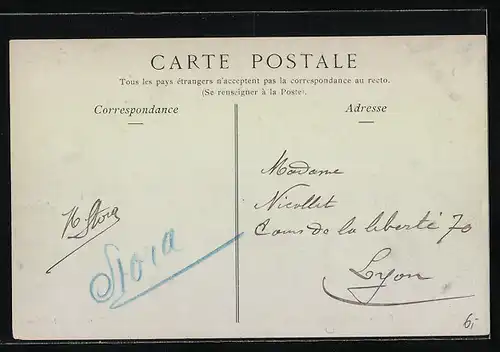 CARTE POSTALE
Tous les pays étrangers n'acceptent pas la correspondance au recto.
(Se renseigner à la Poste).
Correspondance
Adresse
Madame
Nicollet
Cours de la liberté 70
Lyon
H. Stora
Stora
6.-